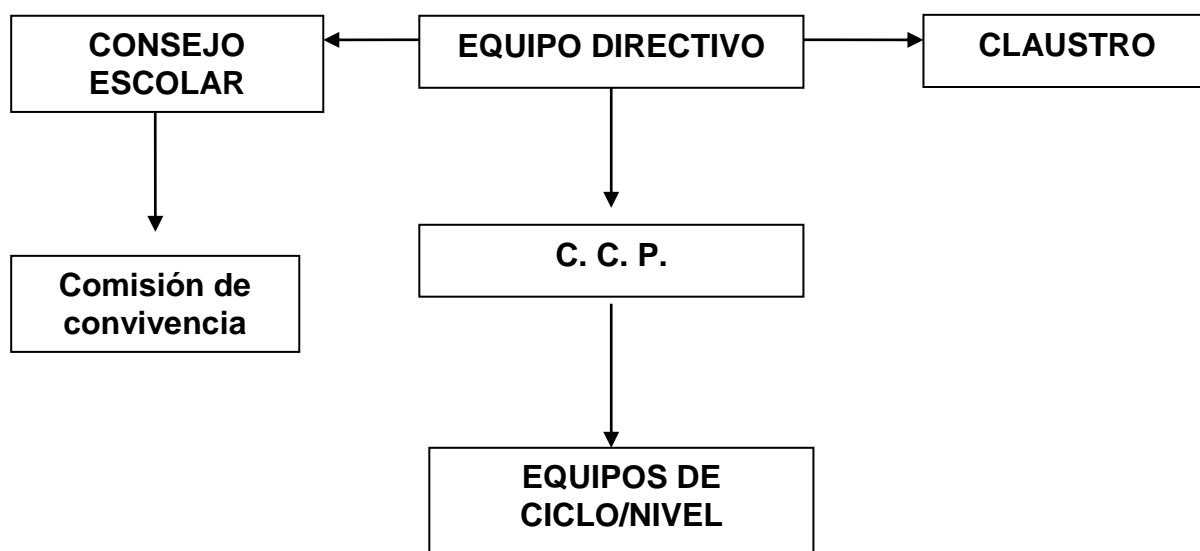 CONSEJO
ESCOLAR
EQUIPO DIRECTIVO
CLAUSTRO
C. C. P.
Comisión de
convivencia
EQUIPOS DE
CICLO/NIVEL